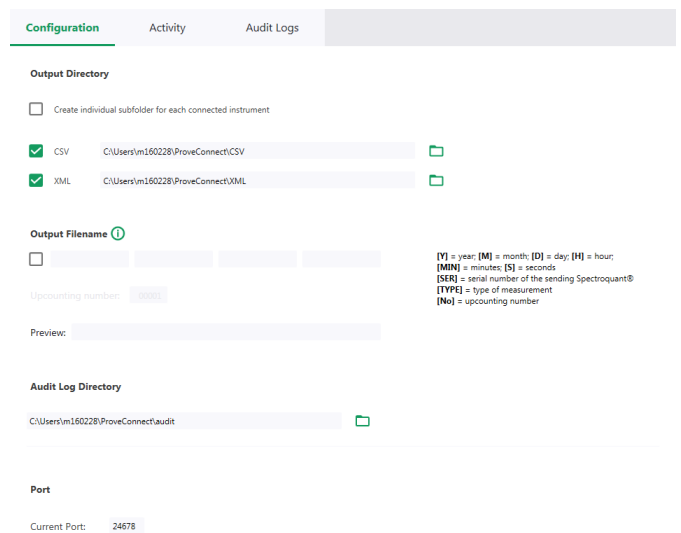 Configuration Activity Audit Logs
Output Directory
Create individual subfolder for each connected instrument
CSV C:\Users\m160228\ProveConnect\CSV
XML C:\Users\m160228\ProveConnect\XML
Output Filename
[Y] = year; [M] = month; [D] = day; [H] = hour;
[MIN] = minutes; [S] = seconds
[SER] = serial number of the sending Spectroquant®
[TYPE] = type of measurement
[No] = upcounting number
Upcounting number: 00001
Preview:
Audit Log Directory
C:\Users\m160228\ProveConnect\audit
Port
Current Port: 24678